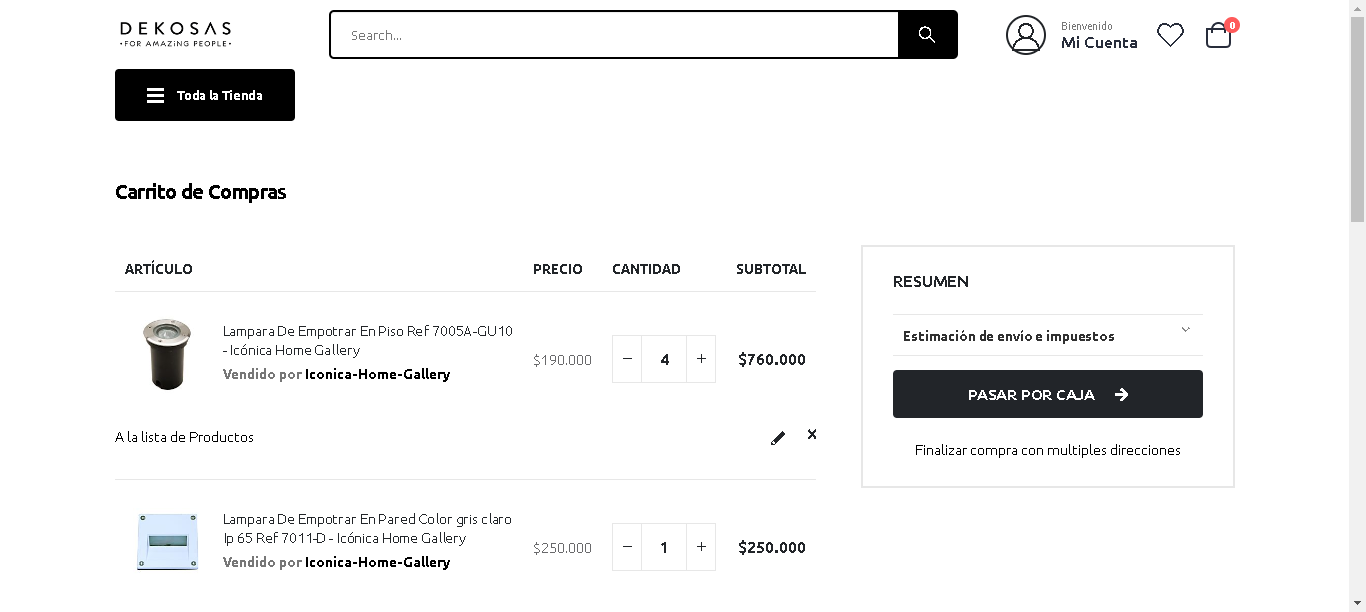 DEKOSAS
•FOR AMAZING PEOPLE•
Search...
Bienvenido
Mi Cuenta
0
Toda la Tienda
Carrito de Compras
ARTÍCULO PRECIO CANTIDAD SUBTOTAL
Lampara De Empotrar En Piso Ref 7005A-GU10
- Icónica Home Gallery
Vendido por Iconica-Home-Gallery
$190.000 − 4 + $760.000
A la lista de Productos
Lampara De Empotrar En Pared Color gris claro
Ip 65 Ref 7011-D - Icónica Home Gallery
Vendido por Iconica-Home-Gallery
$250.000 − 1 + $250.000
RESUMEN
Estimación de envío e impuestos
PASAR POR CAJA
Finalizar compra con multiples direcciones